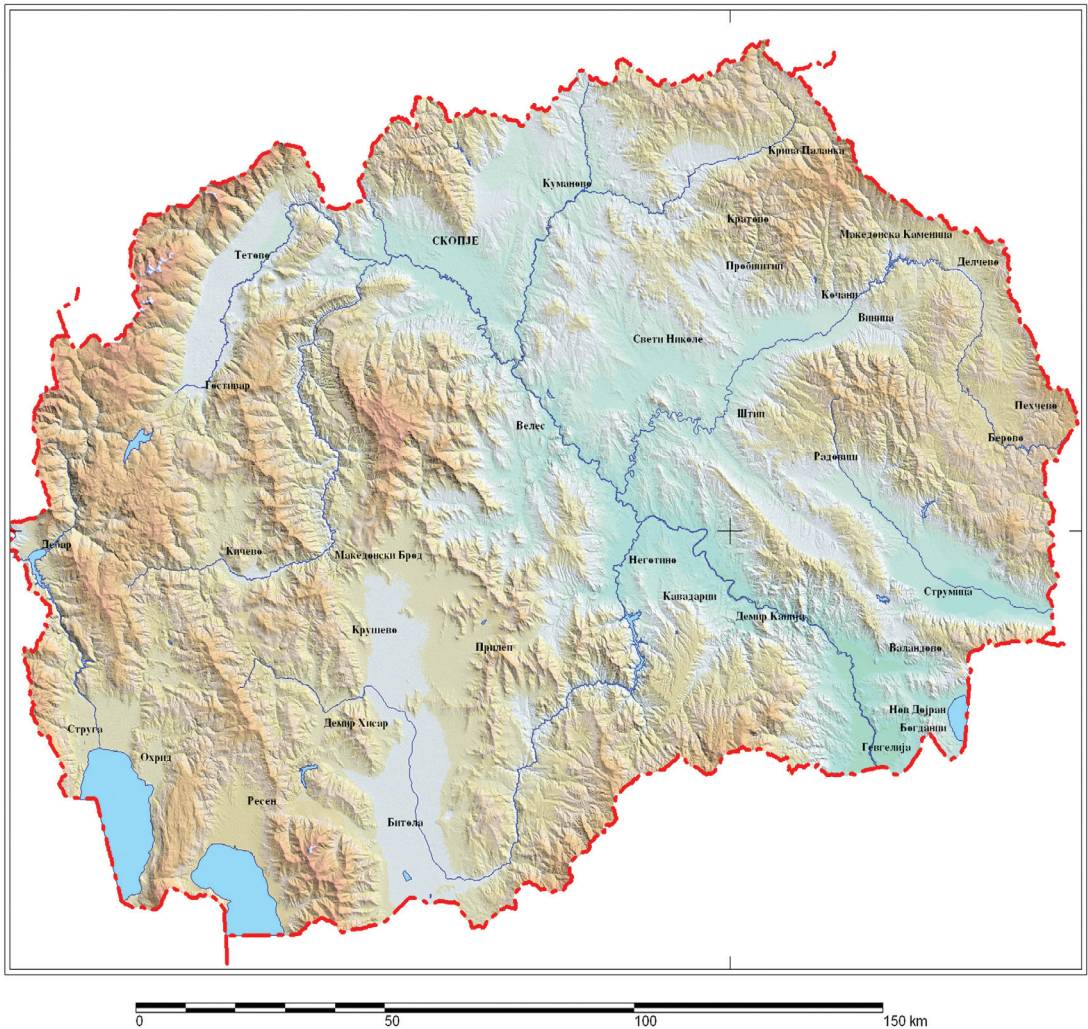 Крива Паланка
Куманово
Кратово
Македонска Каменица
СКОПЈЕ
Тетово
Делчево
Пробиштип
Кочани
Виница
Свети Николе
Гостивар
Пехчево
Штип
Велес
Берово
Радовиш
Дебар
Кичево
Македонски Брод
Неготино
Струмица
Кавадарци
Демир Капија
Крушево
Прилеп
Валандово
Нов Дојран
Демир Хисар
Струга
Богданци
Гевгелија
Охрид
Ресен
Битола
0 50 100 150 km